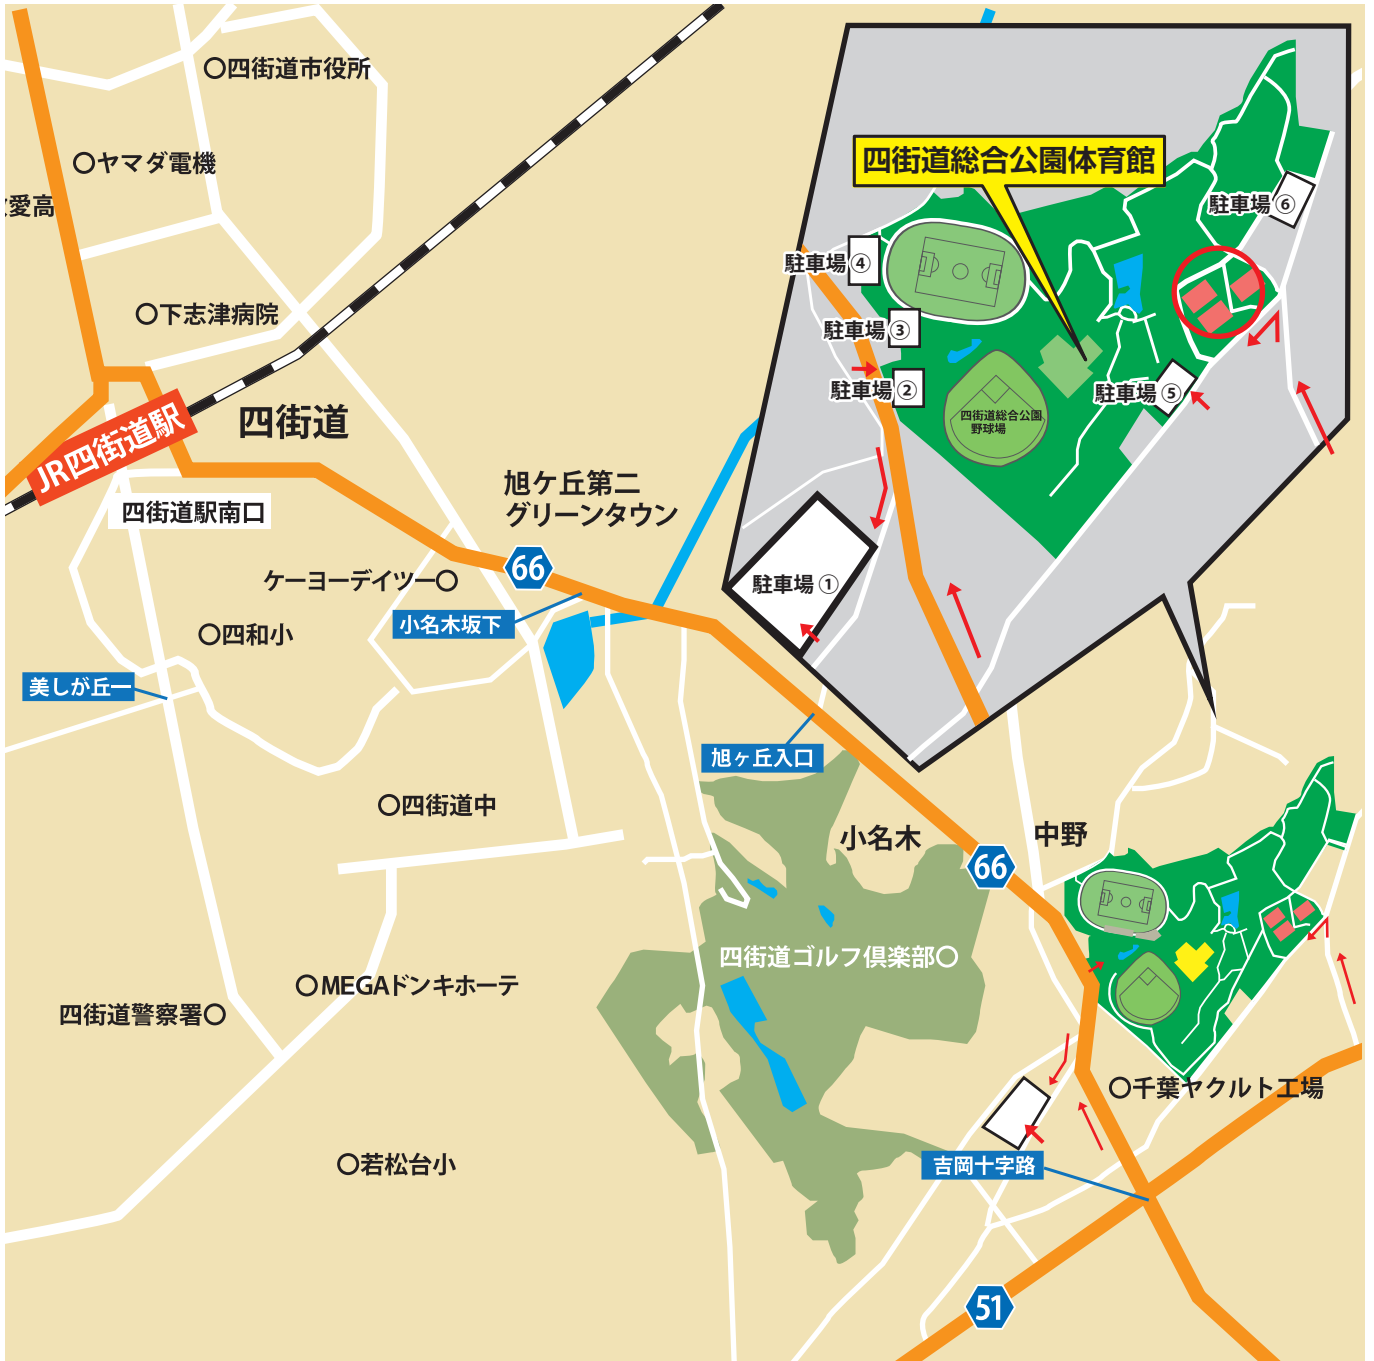 四街道市役所
ヤマダ電機
愛高
下志津病院
JR四街道駅
四街道
四街道駅南口
旭ケ丘第二
グリーンタウン
66
ケーヨーデイツー
小名木坂下
四和小
美しが丘一
旭ヶ丘入口
四街道中
小名木
中野
66
四街道ゴルフ倶楽部
MEGAドンキホーテ
四街道警察署
千葉ヤクルト工場
若松台小
吉岡十字路
51
四街道総合公園体育館
駐車場⑥
駐車場④
駐車場③
駐車場②
駐車場⑤
四街道総合公園
野球場
駐車場①